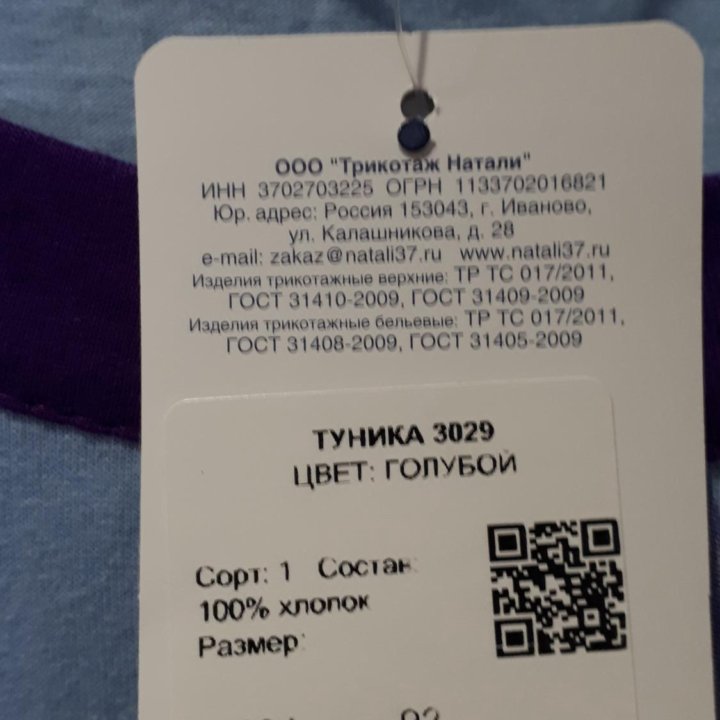 ООО "Трикотаж Натали"
ИНН 3702703225 ОГРН 1133702016821
Юр. адрес: Россия 153043, г. Иваново,
ул. Калашникова, д. 28
e-mail: zakaz@natali37.ru www.natali37.ru
Изделия трикотажные верхние: ТР ТС 017/2011,
ГОСТ 31410-2009, ГОСТ 31409-2009
Изделия трикотажные бельевые: ТР ТС 017/2011,
ГОСТ 31408-2009, ГОСТ 31405-2009
ТУНИКА 3029
ЦВЕТ: ГОЛУБОЙ
Сорт: 1 Состав:
100% хлопок
Размер: